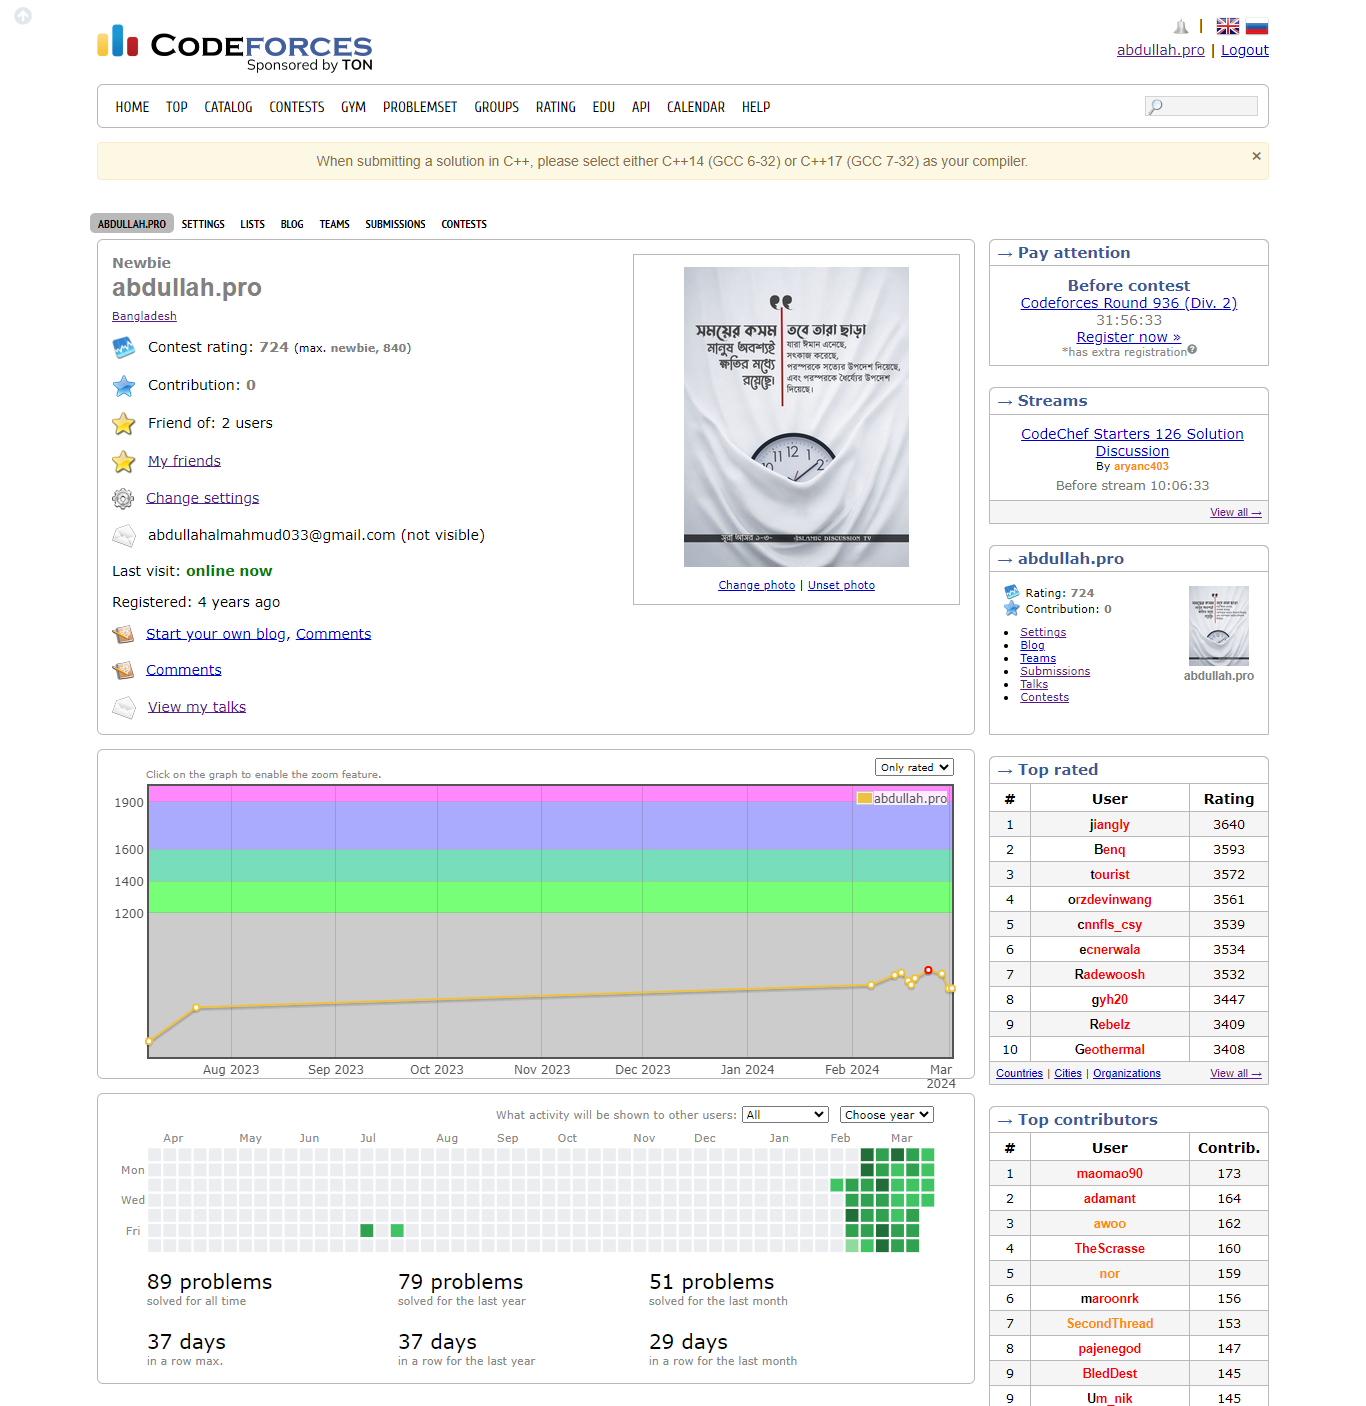 CODEFORCES
Sponsored by TON
|
abdullah.pro | Logout
HOME TOP CATALOG CONTESTS GYM PROBLEMSET GROUPS RATING EDU API CALENDAR HELP
When submitting a solution in C++, please select either C++14 (GCC 6-32) or C++17 (GCC 7-32) as your compiler.
×
ABDULLAH.PRO SETTINGS LISTS BLOG TEAMS SUBMISSIONS CONTESTS
Newbie
abdullah.pro
Bangladesh
Contest rating: 724 (max. newbie, 840)
Contribution: 0
Friend of: 2 users
My friends
Change settings
abdullahalmahmud033@gmail.com (not visible)
Last visit: online now
Registered: 4 years ago
Start your own blog, Comments
Comments
View my talks
সময়ের কসম
মানুষ অবশ্যই
ক্ষতির মধ্যে
রয়েছে।
তবে তারা ছাড়া
যারা ঈমান এনেছে,
সৎকাজ করেছে,
পরস্পরকে সত্যের উপদেশ দিয়েছে,
এবং পরস্পরকে ধৈর্য্যের উপদেশ
দিয়েছে।
10 11 12 1 2
সূরা আসর ১-৩
-ISLAMIC DISCUSSION TV
Change photo | Unset photo
Click on the graph to enable the zoom feature.
Only rated
abdullah.pro
1900
1600
1400
1200
Aug 2023 Sep 2023 Oct 2023 Nov 2023 Dec 2023 Jan 2024 Feb 2024 Mar 2024
What activity will be shown to other users: All Choose year
Apr May Jun Jul Aug Sep Oct Nov Dec Jan Feb Mar
Mon
Wed
Fri
89 problems
solved for all time
79 problems
solved for the last year
51 problems
solved for the last month
37 days
in a row max.
37 days
in a row for the last year
29 days
in a row for the last month
→ Pay attention
Before contest
Codeforces Round 936 (Div. 2)
31:56:33
Register now »
*has extra registration?
→ Streams
CodeChef Starters 126 Solution
Discussion
By aryanc403
Before stream 10:06:33
View all →
→ abdullah.pro
Rating: 724
Contribution: 0
• Settings
• Blog
• Teams
• Submissions
• Talks
• Contests
abdullah.pro
→ Top rated
# User Rating
1 jiangly 3640
2 Benq 3593
3 tourist 3572
4 orzdevinwang 3561
5 cnnfls_csy 3539
6 ecnerwala 3534
7 Radewoosh 3532
8 gyh20 3447
9 Rebelz 3409
10 Geothermal 3408
Countries | Cities | Organizations View all →
→ Top contributors
# User Contrib.
1 maomao90 173
2 adamant 164
3 awoo 162
4 TheScrasse 160
5 nor 159
6 maroonrk 156
7 SecondThread 153
8 pajenegod 147
9 BledDest 145
9 Um_nik 145